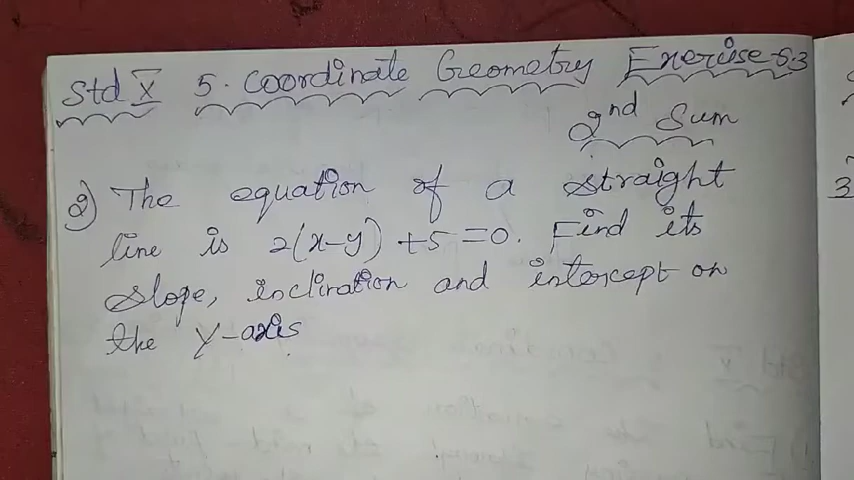 Std X 5. Coordinate Geometry Exercise-5.3
2nd Sum
2) The equation of a straight
line is 2(x-y) +5=0. Find its
slope, inclination and intercept on
the Y-axis.
3